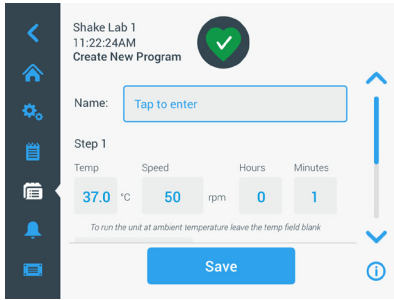 Shake Lab 1
11:22:24AM
Create New Program
Name: Tap to enter
Step 1
Temp Speed Hours Minutes
37.0 °C 50 rpm 0 1
To run the unit at ambient temperature leave the temp field blank
Save